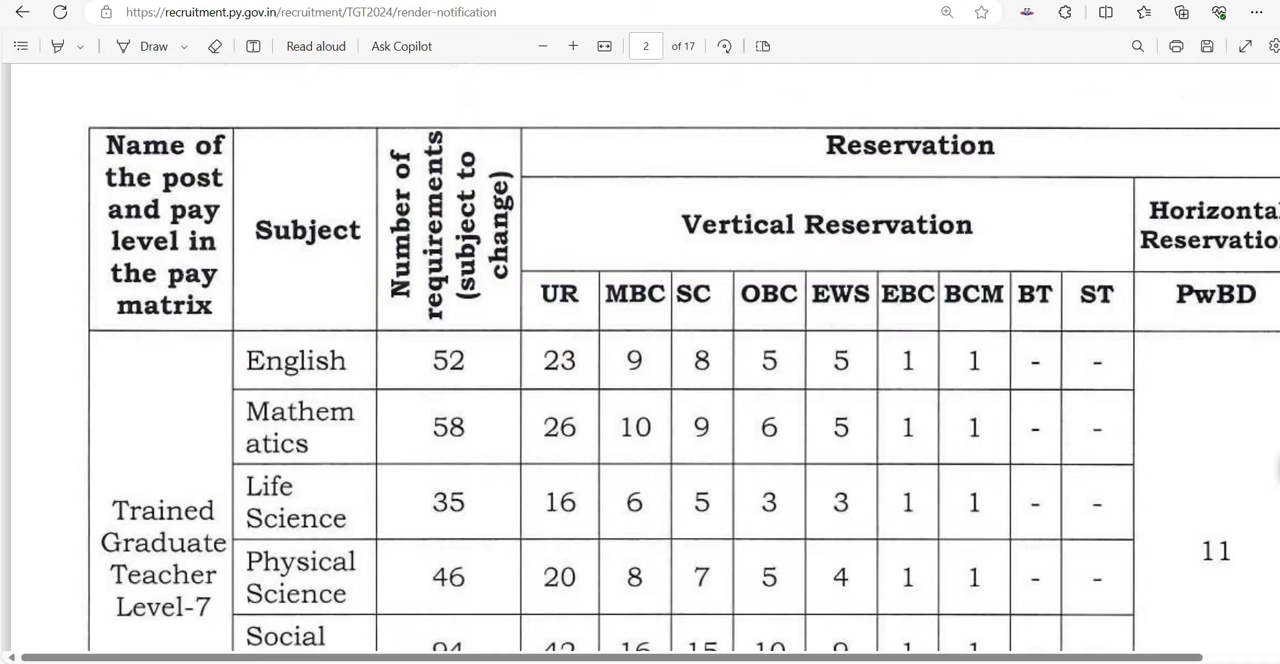 https://recruitment.py.gov.in/recruitment/TGT2024/render-notification
Draw
Read aloud
Ask Copilot
2 of 17
Name of
the post
and pay
level in
the pay
matrix
Subject
Number of
requirements
(subject to
change)
Reservation
Vertical Reservation
Horizonta
Reservatio
UR MBC SC OBC EWS EBC BCM BT ST PwBD
Trained
Graduate
Teacher
Level-7
English 52 23 9 8 5 5 1 1 - -
Mathem
atics 58 26 10 9 6 5 1 1 - -
Life
Science 35 16 6 5 3 3 1 1 - -
Physical
Science 46 20 8 7 5 4 1 1 - -
11
Social